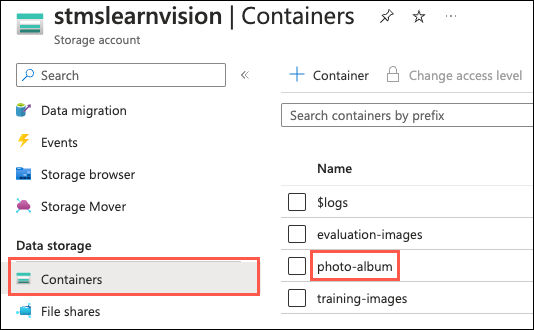 stmslearnvision | Containers
Storage account
Search
Data migration
Events
Storage browser
Storage Mover
Data storage
Containers
File shares
Container
Change access level
Search containers by prefix
Name
$logs
evaluation-images
photo-album
training-images